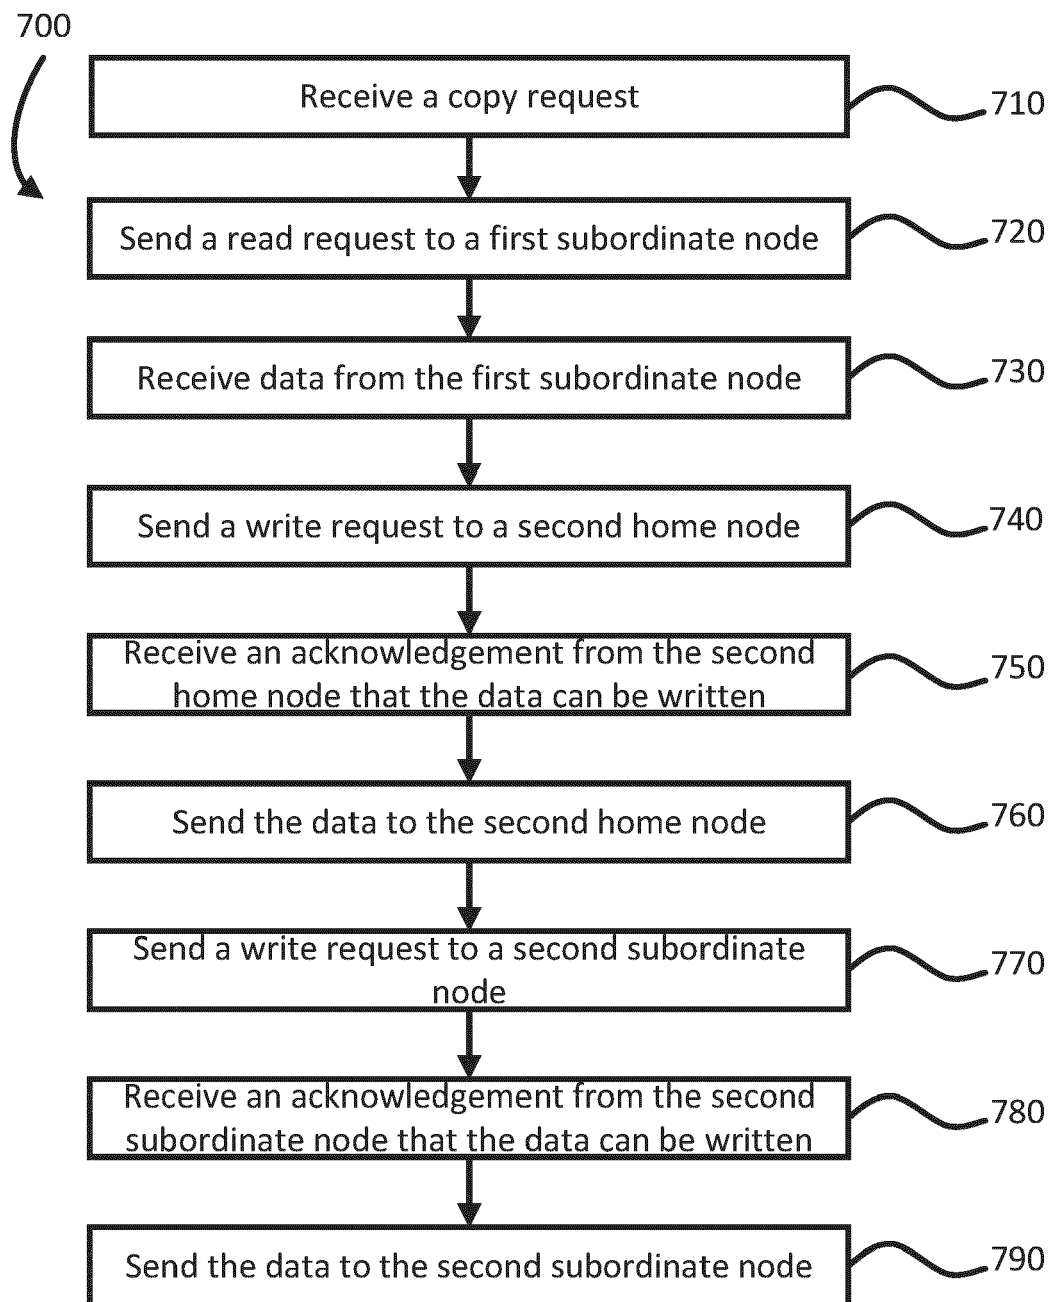 700
Receive a copy request
710
Send a read request to a first subordinate node
720
Receive data from the first subordinate node
730
Send a write request to a second home node
740
Receive an acknowledgement from the second
home node that the data can be written
750
Send the data to the second home node
760
Send a write request to a second subordinate
node
770
Receive an acknowledgement from the second
subordinate node that the data can be written
780
Send the data to the second subordinate node
790